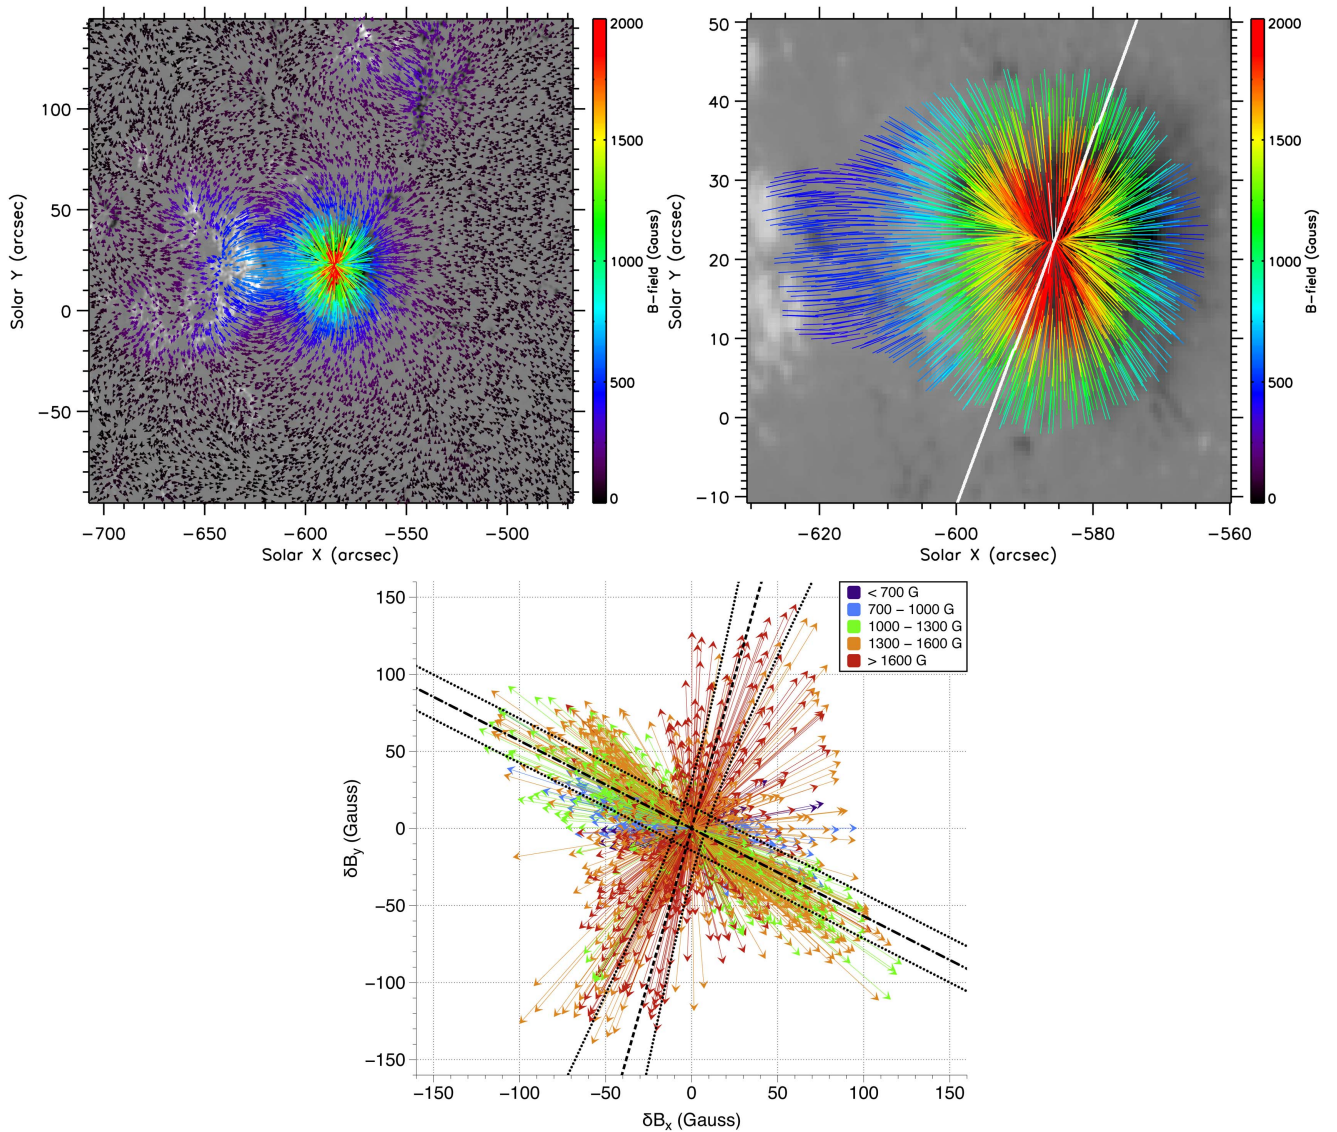 100
50
0
−50
Solar Y (arcsec)
−700 −650 −600 −550 −500
Solar X (arcsec)
2000
1500
1000
500
0
B−field (Gauss)
50
40
30
20
10
0
−10
Solar Y (arcsec)
−620 −600 −580 −560
Solar X (arcsec)
2000
1500
1000
500
0
B−field (Gauss)
< 700 G
700 − 1000 G
1000 − 1300 G
1300 − 1600 G
> 1600 G
150
100
50
0
−50
−100
−150
δBy (Gauss)
−150 −100 −50 0 50 100 150
δBx (Gauss)